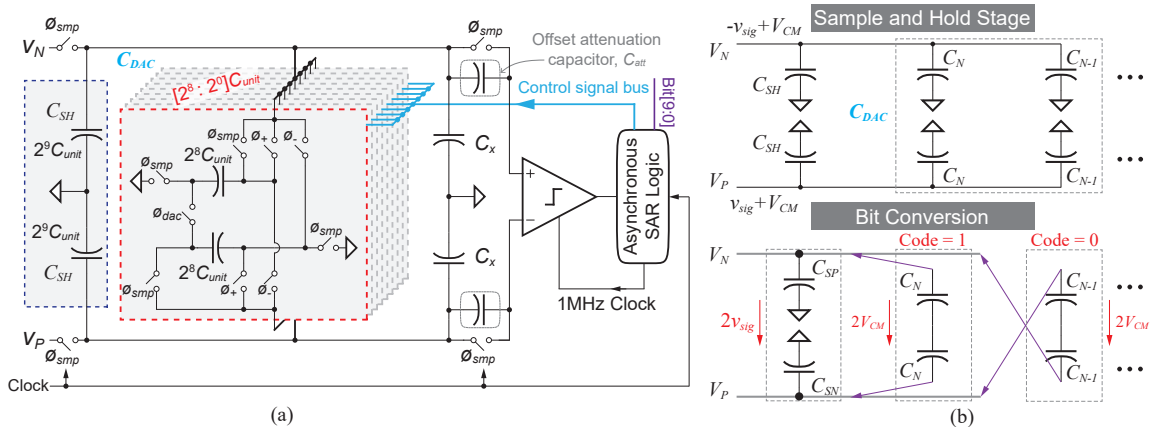 Ø_smp
V_N
C_DAC
[2^8 : 2^0]C_unit
Ø_smp
Offset attenuation
capacitor, C_att
Control signal bus
Bit[9:0]
C_SH
2^9C_unit
2^9C_unit
C_SH
Ø_smp
Ø_+
Ø_-
2^8C_unit
Ø_smp
Ø_dac
Ø_smp
2^8C_unit
Ø_smp
Ø_+
Ø_-
C_x
C_x
+
−
Asynchronous
SAR Logic
1MHz Clock
V_P
Ø_smp
Ø_smp
Clock
(a)
Sample and Hold Stage
-v_sig+V_CM
V_N
C_SH
C_N
C_N-1
C_DAC
C_SH
C_N
C_N-1
V_P
v_sig+V_CM
Bit Conversion
Code = 1
Code = 0
V_N
C_SP
C_N
C_N-1
2v_sig
2V_CM
2V_CM
C_SN
C_N
C_N-1
V_P
(b)